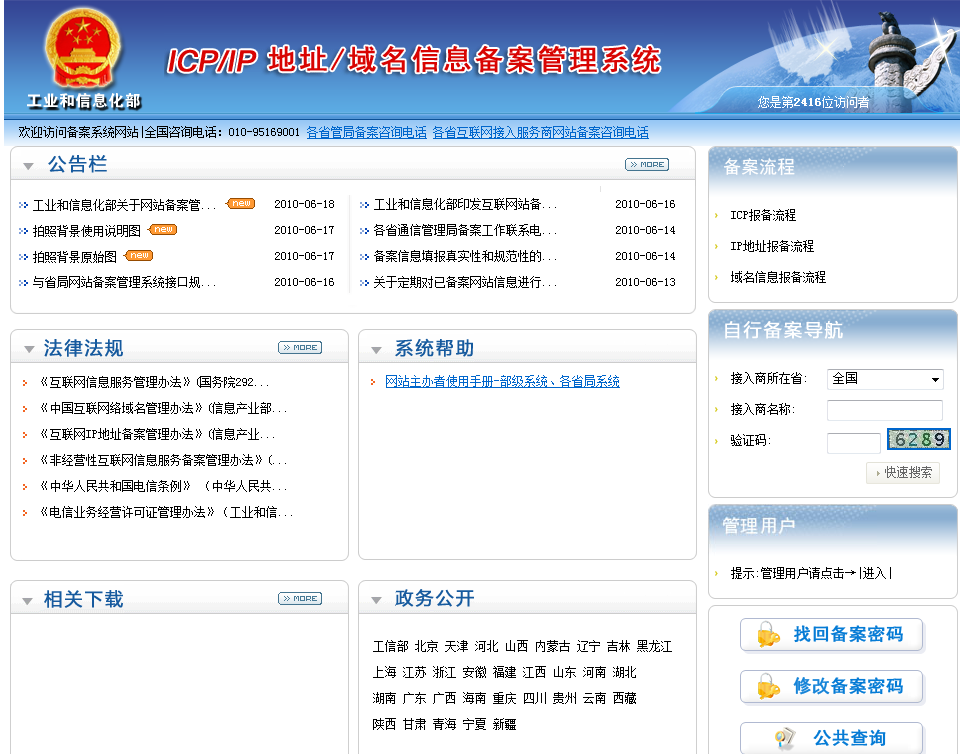 ICP/IP 地址/域名信息备案管理系统
工业和信息化部
您是第2416位访问者
欢迎访问备案系统网站|全国咨询电话：010-95169001 各省管局备案咨询电话 各省互联网接入服务商网站备案咨询电话
公告栏 MORE
工业和信息化部关于网站备案管... new 2010-06-18
拍照背景使用说明图 new 2010-06-17
拍照背景原始图 new 2010-06-17
与省局网站备案管理系统接口规... 2010-06-16
工业和信息化部印发互联网站备... 2010-06-16
各省通信管理局备案工作联系电... 2010-06-14
备案信息填报真实性和规范性的... 2010-06-14
关于定期对已备案网站信息进行... 2010-06-13
法律法规 MORE
《互联网信息服务管理办法》(国务院292...
《中国互联网络域名管理办法》(信息产业部...
《互联网IP地址备案管理办法》(信息产业...
《非经营性互联网信息服务备案管理办法》(...
《中华人民共和国电信条例》 （中华人民共...
《电信业务经营许可证管理办法》（工业和信...
系统帮助
网站主办者使用手册-部级系统、各省局系统
相关下载 MORE
政务公开
工信部 北京 天津 河北 山西 内蒙古 辽宁 吉林 黑龙江
上海 江苏 浙江 安徽 福建 江西 山东 河南 湖北
湖南 广东 广西 海南 重庆 四川 贵州 云南 西藏
陕西 甘肃 青海 宁夏 新疆
备案流程
ICP报备流程
IP地址报备流程
域名信息报备流程
自行备案导航
接入商所在省: 全国
接入商名称:
验证码: 6289
快速搜索
管理用户
提示:管理用户请点击→|进入|
找回备案密码
修改备案密码
公共查询